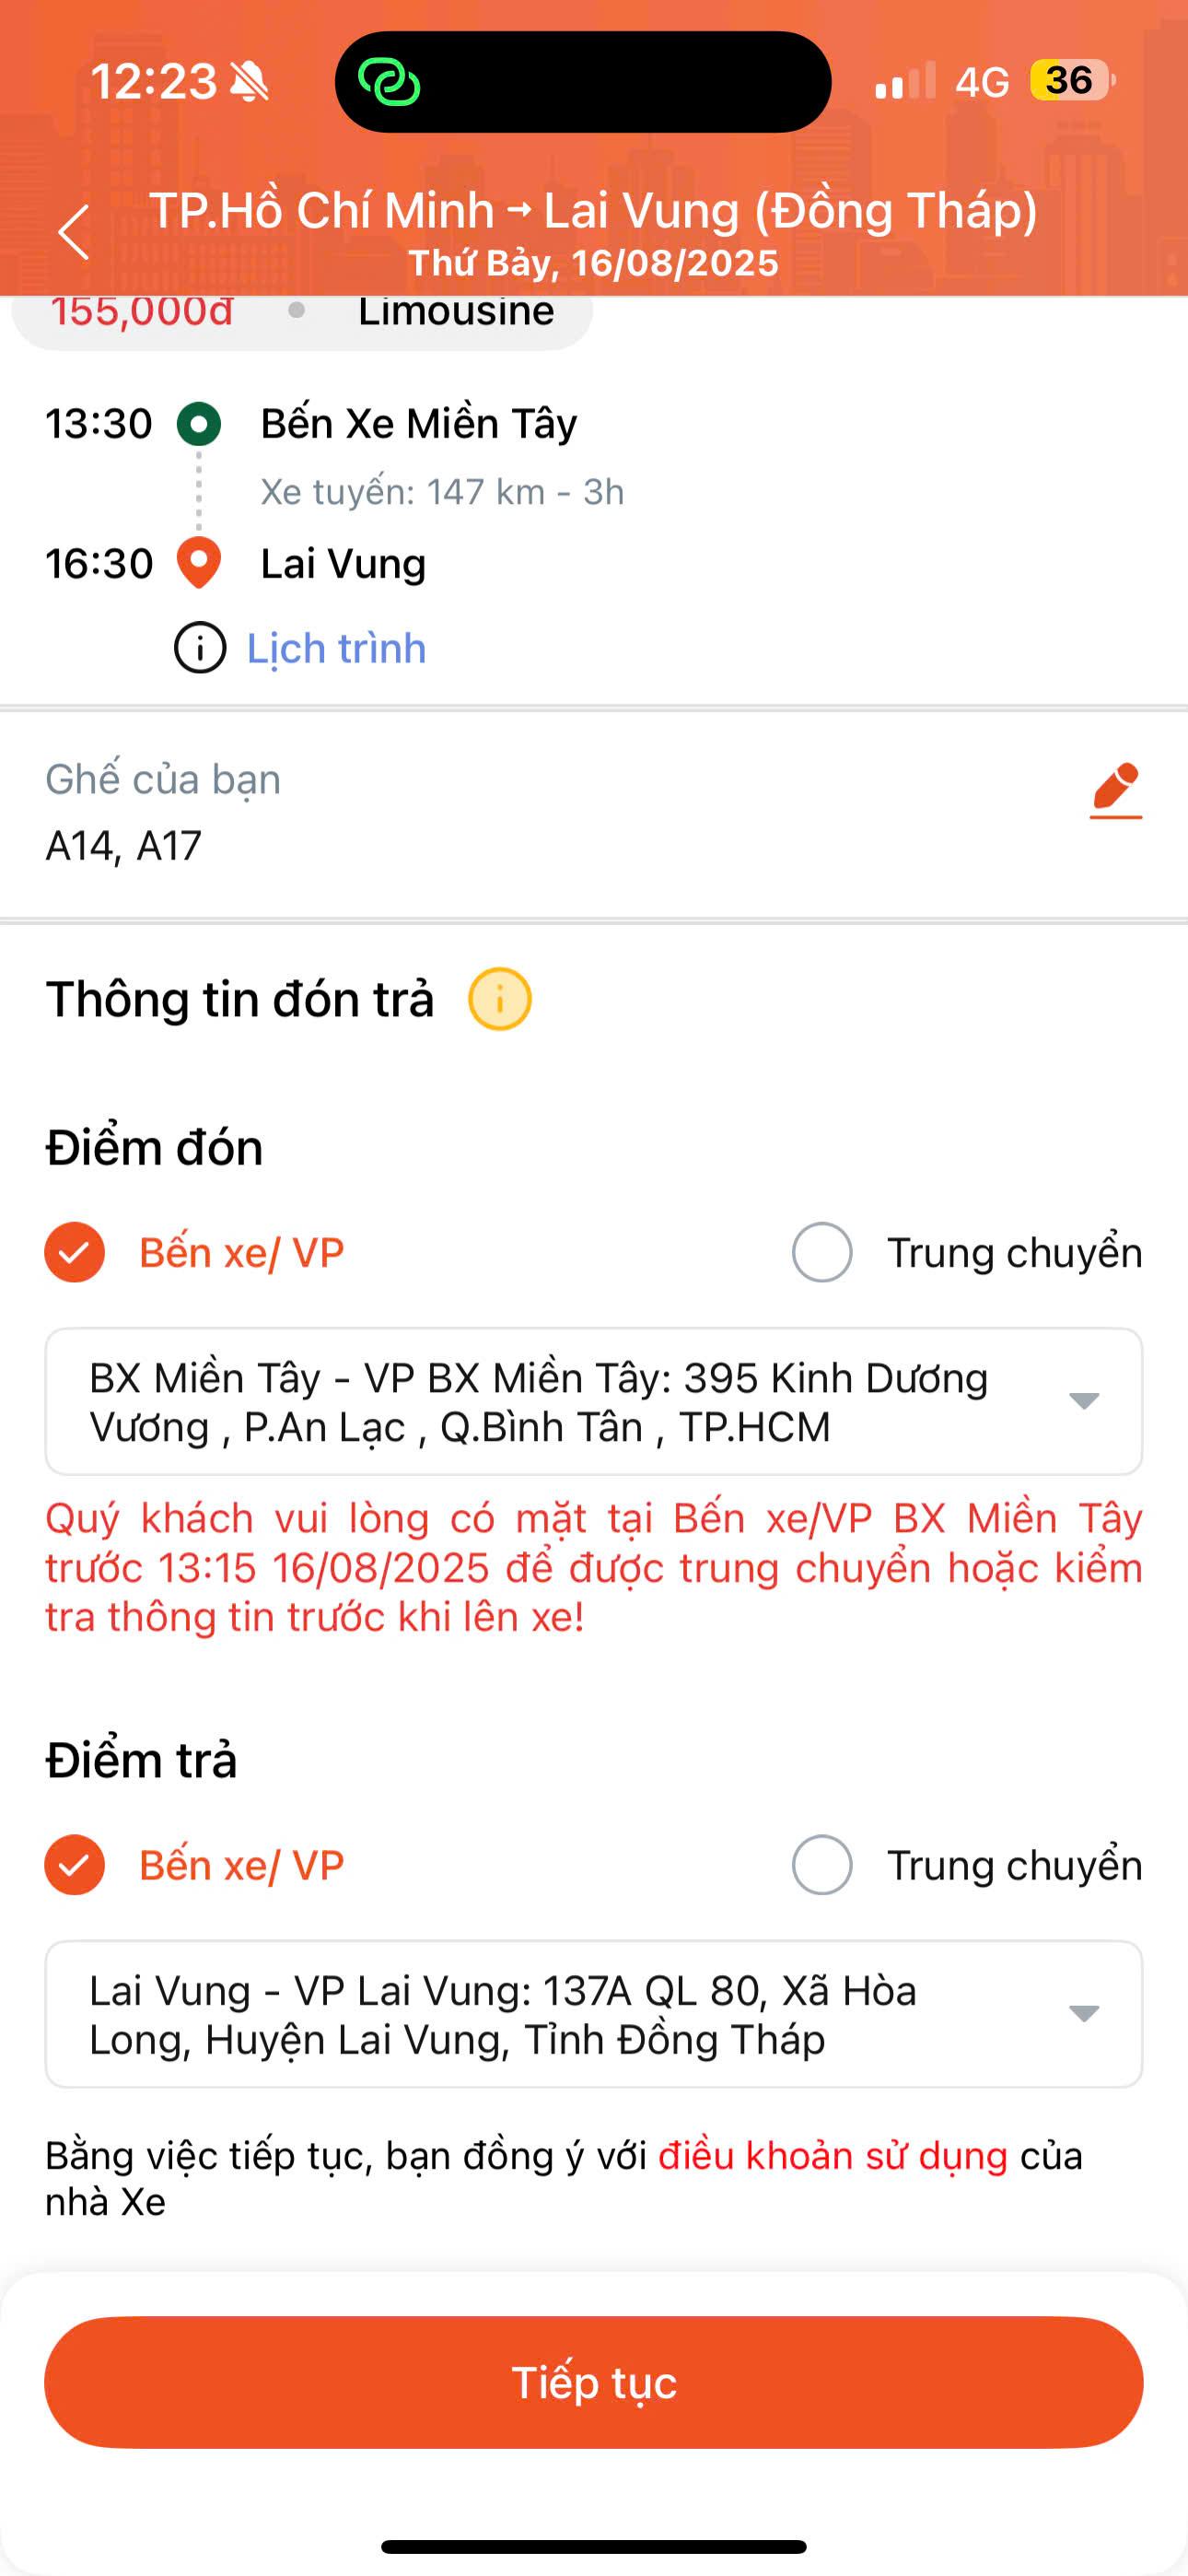 12:23
4G
36
TP.Hồ Chí Minh → Lai Vung (Đồng Tháp)
Thứ Bảy, 16/08/2025
155,000đ • Limousine
13:30 Bến Xe Miền Tây
Xe tuyến: 147 km - 3h
16:30 Lai Vung
Lịch trình
Ghế của bạn
A14, A17
Thông tin đón trả
Điểm đón
Bến xe/ VP
Trung chuyển
BX Miền Tây - VP BX Miền Tây: 395 Kinh Dương
Vương , P.An Lạc , Q.Bình Tân , TP.HCM
Quý khách vui lòng có mặt tại Bến xe/VP BX Miền Tây
trước 13:15 16/08/2025 để được trung chuyển hoặc kiểm
tra thông tin trước khi lên xe!
Điểm trả
Bến xe/ VP
Trung chuyển
Lai Vung - VP Lai Vung: 137A QL 80, Xã Hòa
Long, Huyện Lai Vung, Tỉnh Đồng Tháp
Bằng việc tiếp tục, bạn đồng ý với điều khoản sử dụng của
nhà Xe
Tiếp tục